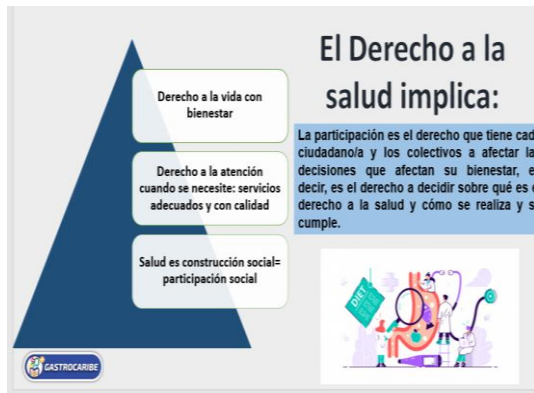 El Derecho a la
salud implica:
Derecho a la vida con
bienestar
Derecho a la atención
cuando se necesite: servicios
adecuados y con calidad
Salud es construcción social=
participación social
La participación es el derecho que tiene cad
ciudadano/a y los colectivos a afectar la
decisiones que afectan su bienestar, e
decir, es el derecho a decidir sobre qué es e
derecho a la salud y cómo se realiza y s
cumple.
DIET
GASTROCARIBE